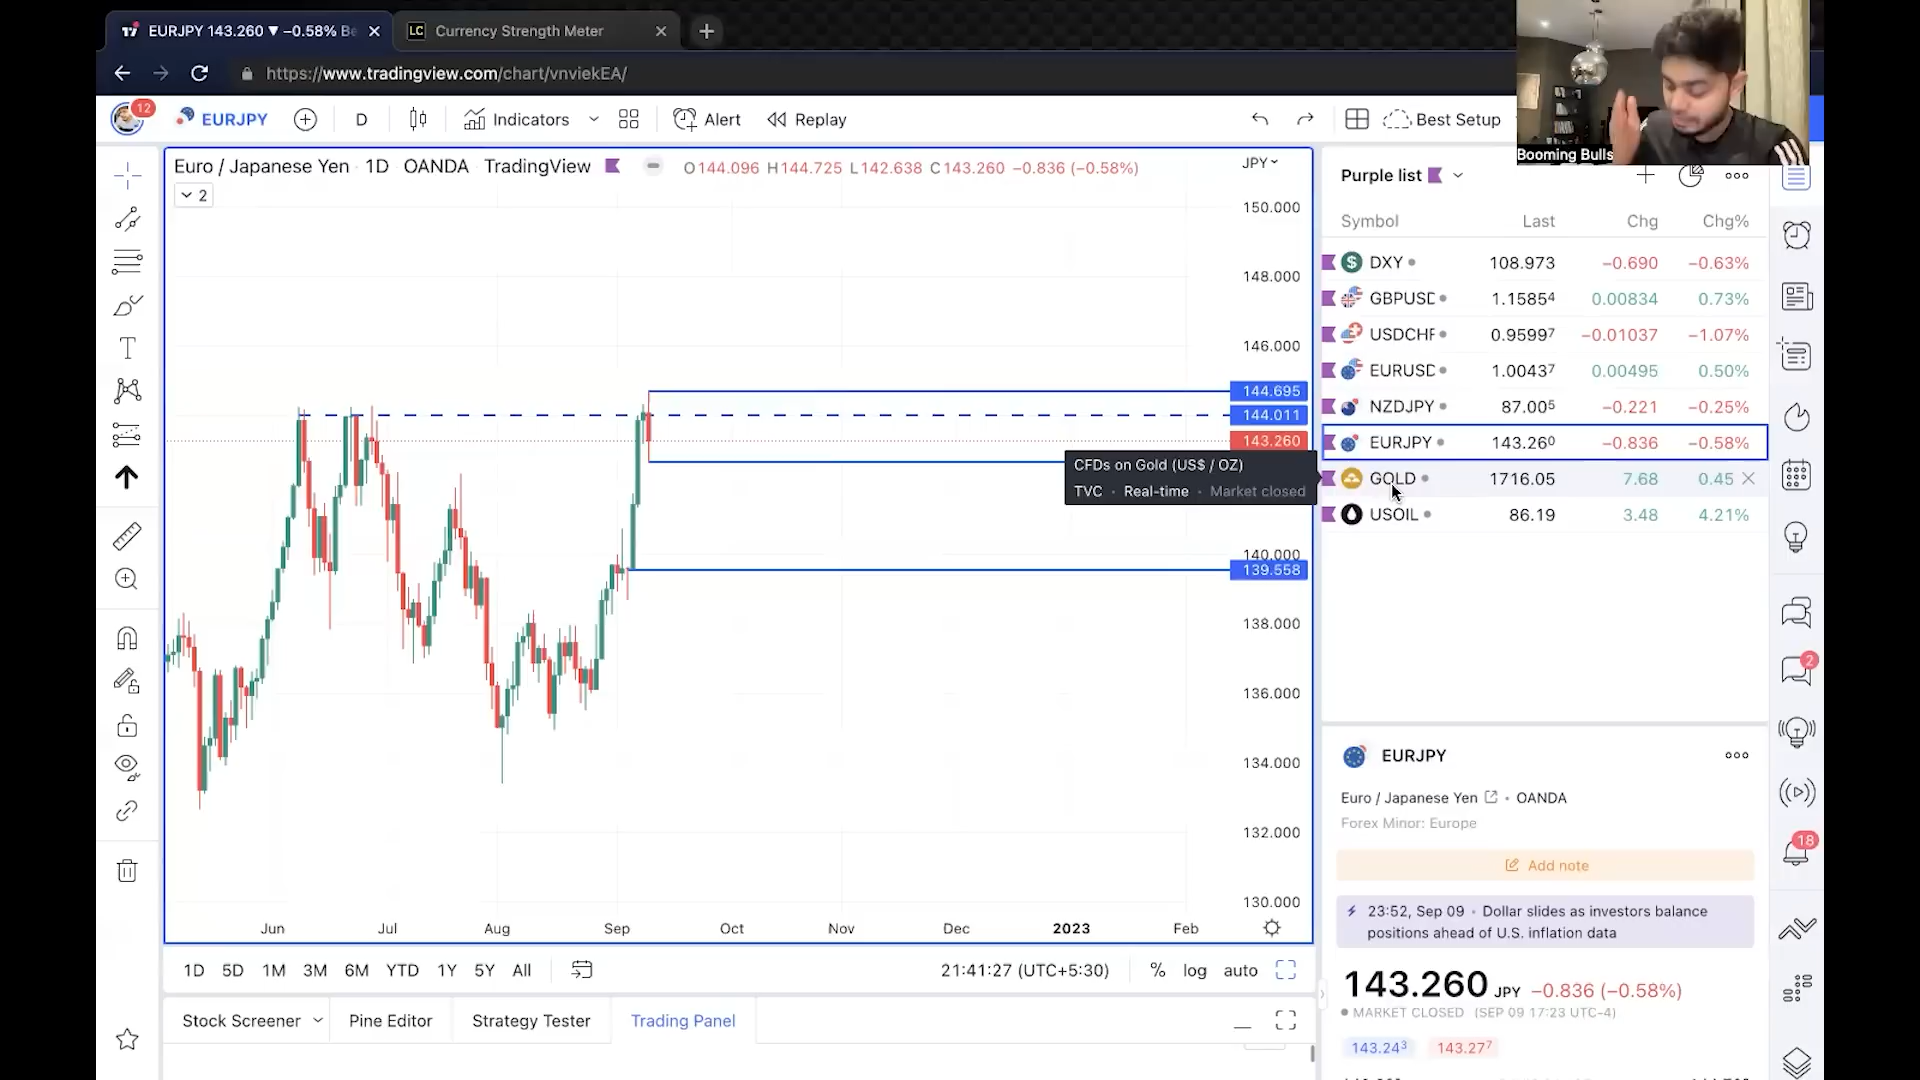 EURJPY 143.260 ▼ −0.58% Be
LC Currency Strength Meter
https://www.tradingview.com/chart/vnviekEA/
12
EURJPY
D
Indicators
Alert
Replay
Best Setup
Booming Bulls
Euro / Japanese Yen · 1D · OANDA · TradingView
O144.096 H144.725 L142.638 C143.260 −0.836 (−0.58%)
JPY
2
150.000
148.000
146.000
144.695
144.011
143.260
CFDs on Gold (US$ / OZ)
TVC · Real-time · Market closed
140.000
139.558
138.000
136.000
134.000
132.000
130.000
Jun Jul Aug Sep Oct Nov Dec 2023 Feb
1D 5D 1M 3M 6M YTD 1Y 5Y All
21:41:27 (UTC+5:30)
% log auto
Stock Screener
Pine Editor
Strategy Tester
Trading Panel
Purple list
Symbol Last Chg Chg%
DXY 108.973 −0.690 −0.63%
GBPUSD 1.15854 0.00834 0.73%
USDCHF 0.95997 −0.01037 −1.07%
EURUSD 1.00437 0.00495 0.50%
NZDJPY 87.005 −0.221 −0.25%
EURJPY 143.260 −0.836 −0.58%
GOLD 1716.05 7.68 0.45
USOIL 86.19 3.48 4.21%
EURJPY
Euro / Japanese Yen • OANDA
Forex Minor: Europe
Add note
23:52, Sep 09 · Dollar slides as investors balance
positions ahead of U.S. inflation data
143.260 JPY −0.836 (−0.58%)
MARKET CLOSED (SEP 09 17:23 UTC-4)
143.243 143.277
2
18